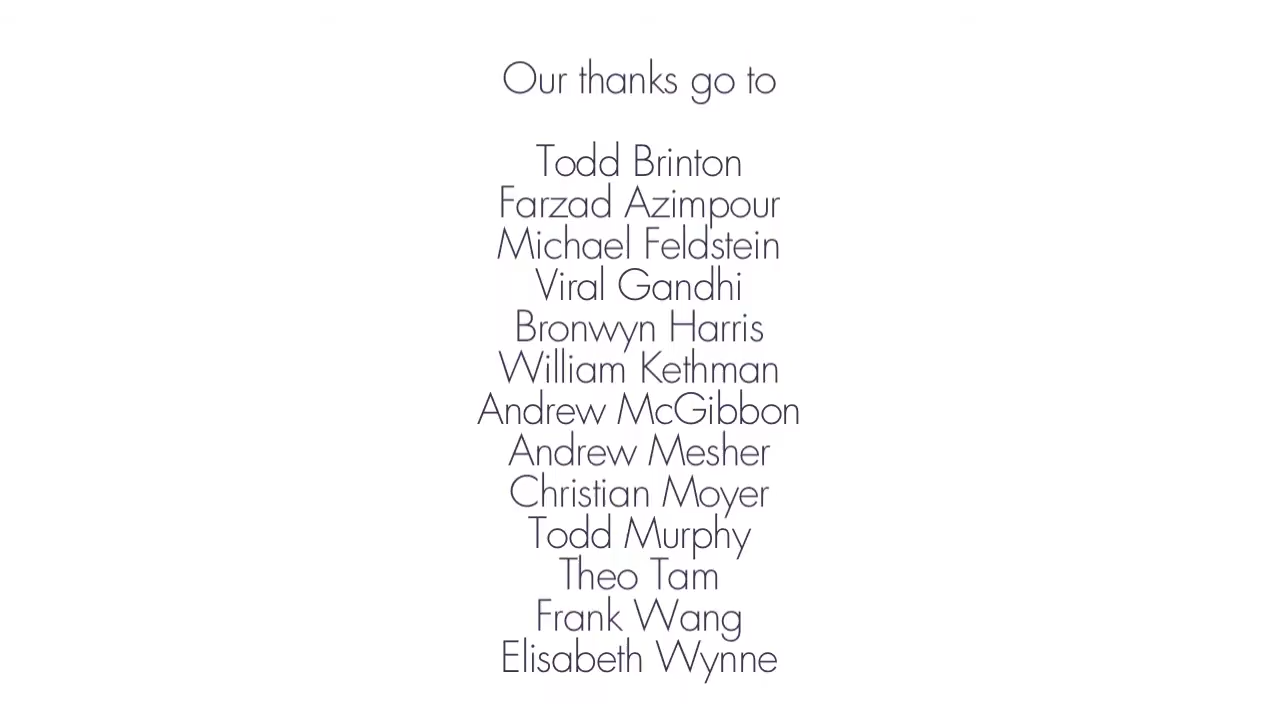 Our thanks go to
Todd Brinton
Farzad Azimpour
Michael Feldstein
Viral Gandhi
Bronwyn Harris
William Kethman
Andrew McGibbon
Andrew Mesher
Christian Moyer
Todd Murphy
Theo Tam
Frank Wang
Elisabeth Wynne